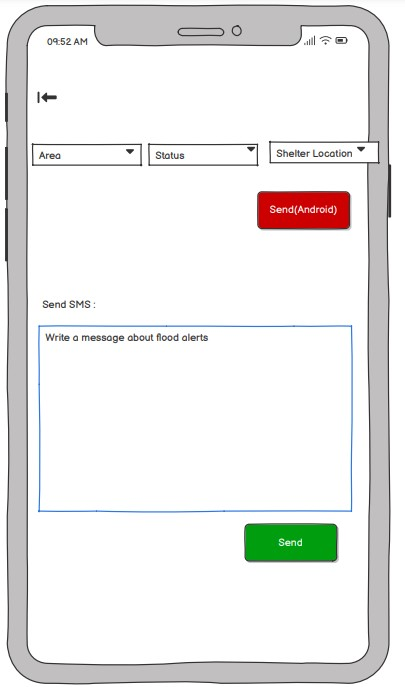 09:52 AM
Area
Status
Shelter Location
Send(Android)
Send SMS :
Write a message about flood alerts
Send